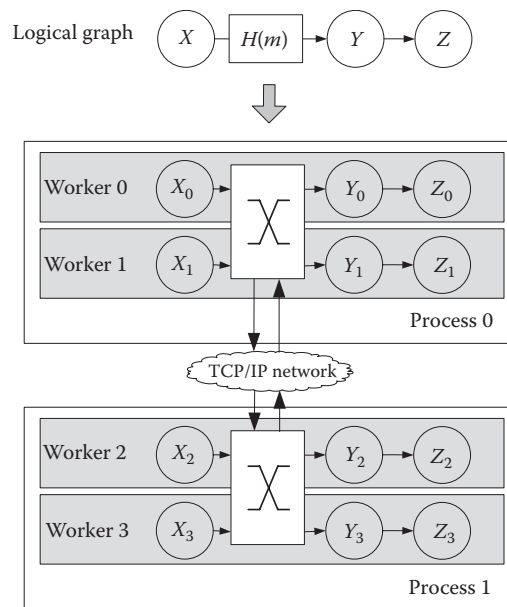 Logical graph X H(m) Y Z
Worker 0 X0 Y0 Z0
Worker 1 X1 Y1 Z1
Process 0
TCP/IP network
Worker 2 X2 Y2 Z2
Worker 3 X3 Y3 Z3
Process 1